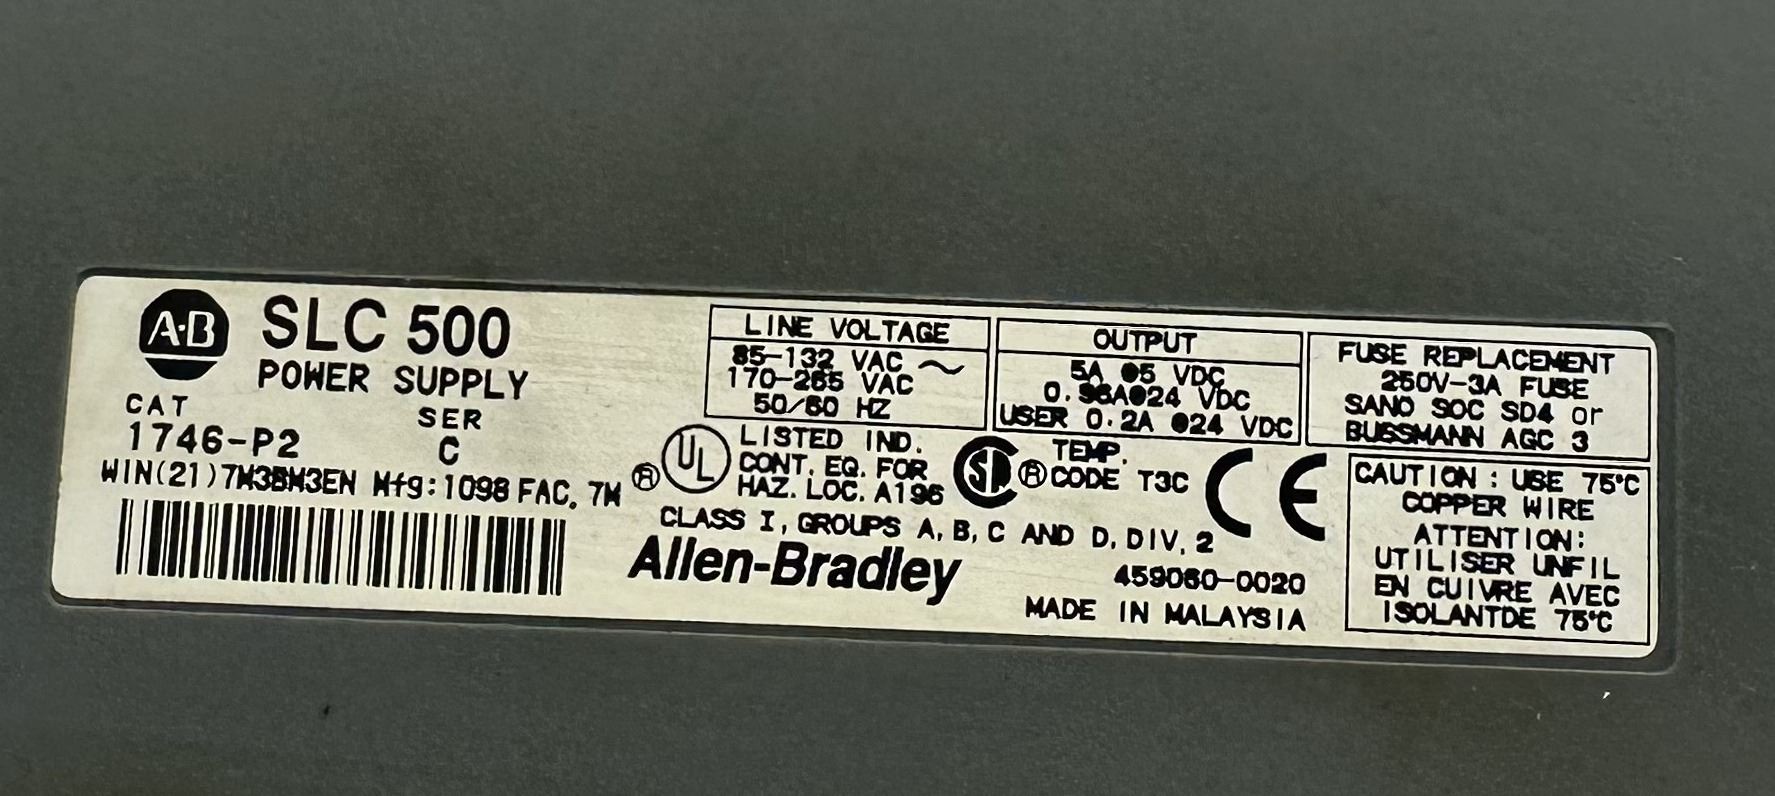 A·B
SLC 500
POWER SUPPLY
CAT
1746-P2
SER
C
WIN(21)7M3BM3EN Mfg:1098 FAC. 7M
LINE VOLTAGE
85-132 VAC ~
170-265 VAC
50/60 HZ
OUTPUT
5A @5 VDC
0.96A@24 VDC
USER 0.2A @24 VDC
FUSE REPLACEMENT
250V-3A FUSE
SANO SOC SD4 or
BUSSMANN AGC 3
® UL LISTED IND.
CONT. EQ. FOR
HAZ. LOC. A196
SA ® TEMP.
CODE T3C
CE
CLASS I, GROUPS A, B, C AND D, DIV. 2
Allen-Bradley
459060-0020
MADE IN MALAYSIA
CAUTION : USE 75°C
COPPER WIRE
ATTENTION:
UTILISER UNFIL
EN CUIVRE AVEC
ISOLANTDE 75°C